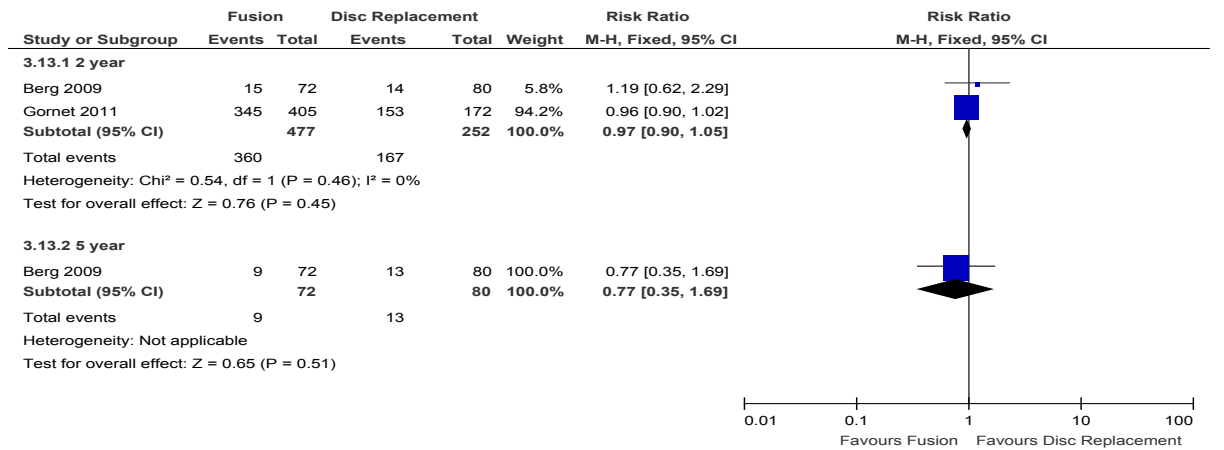 Fusion Disc Replacement Risk Ratio Risk Ratio
Study or Subgroup Events Total Events Total Weight M-H, Fixed, 95% CI M-H, Fixed, 95% CI
3.13.1 2 year
Berg 2009 15 72 14 80 5.8% 1.19 [0.62, 2.29]
Gornet 2011 345 405 153 172 94.2% 0.96 [0.90, 1.02]
Subtotal (95% CI) 477 252 100.0% 0.97 [0.90, 1.05]
Total events 360 167
Heterogeneity: Chi² = 0.54, df = 1 (P = 0.46); I² = 0%
Test for overall effect: Z = 0.76 (P = 0.45)
3.13.2 5 year
Berg 2009 9 72 13 80 100.0% 0.77 [0.35, 1.69]
Subtotal (95% CI) 72 80 100.0% 0.77 [0.35, 1.69]
Total events 9 13
Heterogeneity: Not applicable
Test for overall effect: Z = 0.65 (P = 0.51)
0.01 0.1 1 10 100
Favours Fusion Favours Disc Replacement